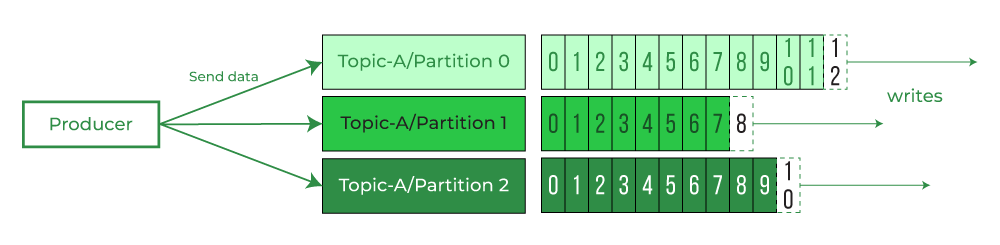 Producer
Send data
Topic-A/Partition 0
0 1 2 3 4 5 6 7 8 9 10 11 12
writes
Topic-A/Partition 1
0 1 2 3 4 5 6 7 8
Topic-A/Partition 2
0 1 2 3 4 5 6 7 8 9 10